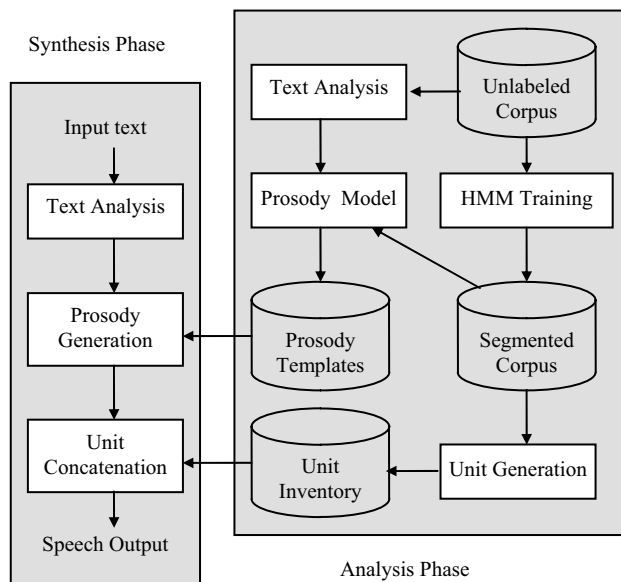 Synthesis Phase
Input text
Text Analysis
Prosody
Generation
Unit
Concatenation
Speech Output
Text Analysis
Unlabeled
Corpus
Prosody Model
HMM Training
Prosody
Templates
Segmented
Corpus
Unit
Inventory
Unit Generation
Analysis Phase